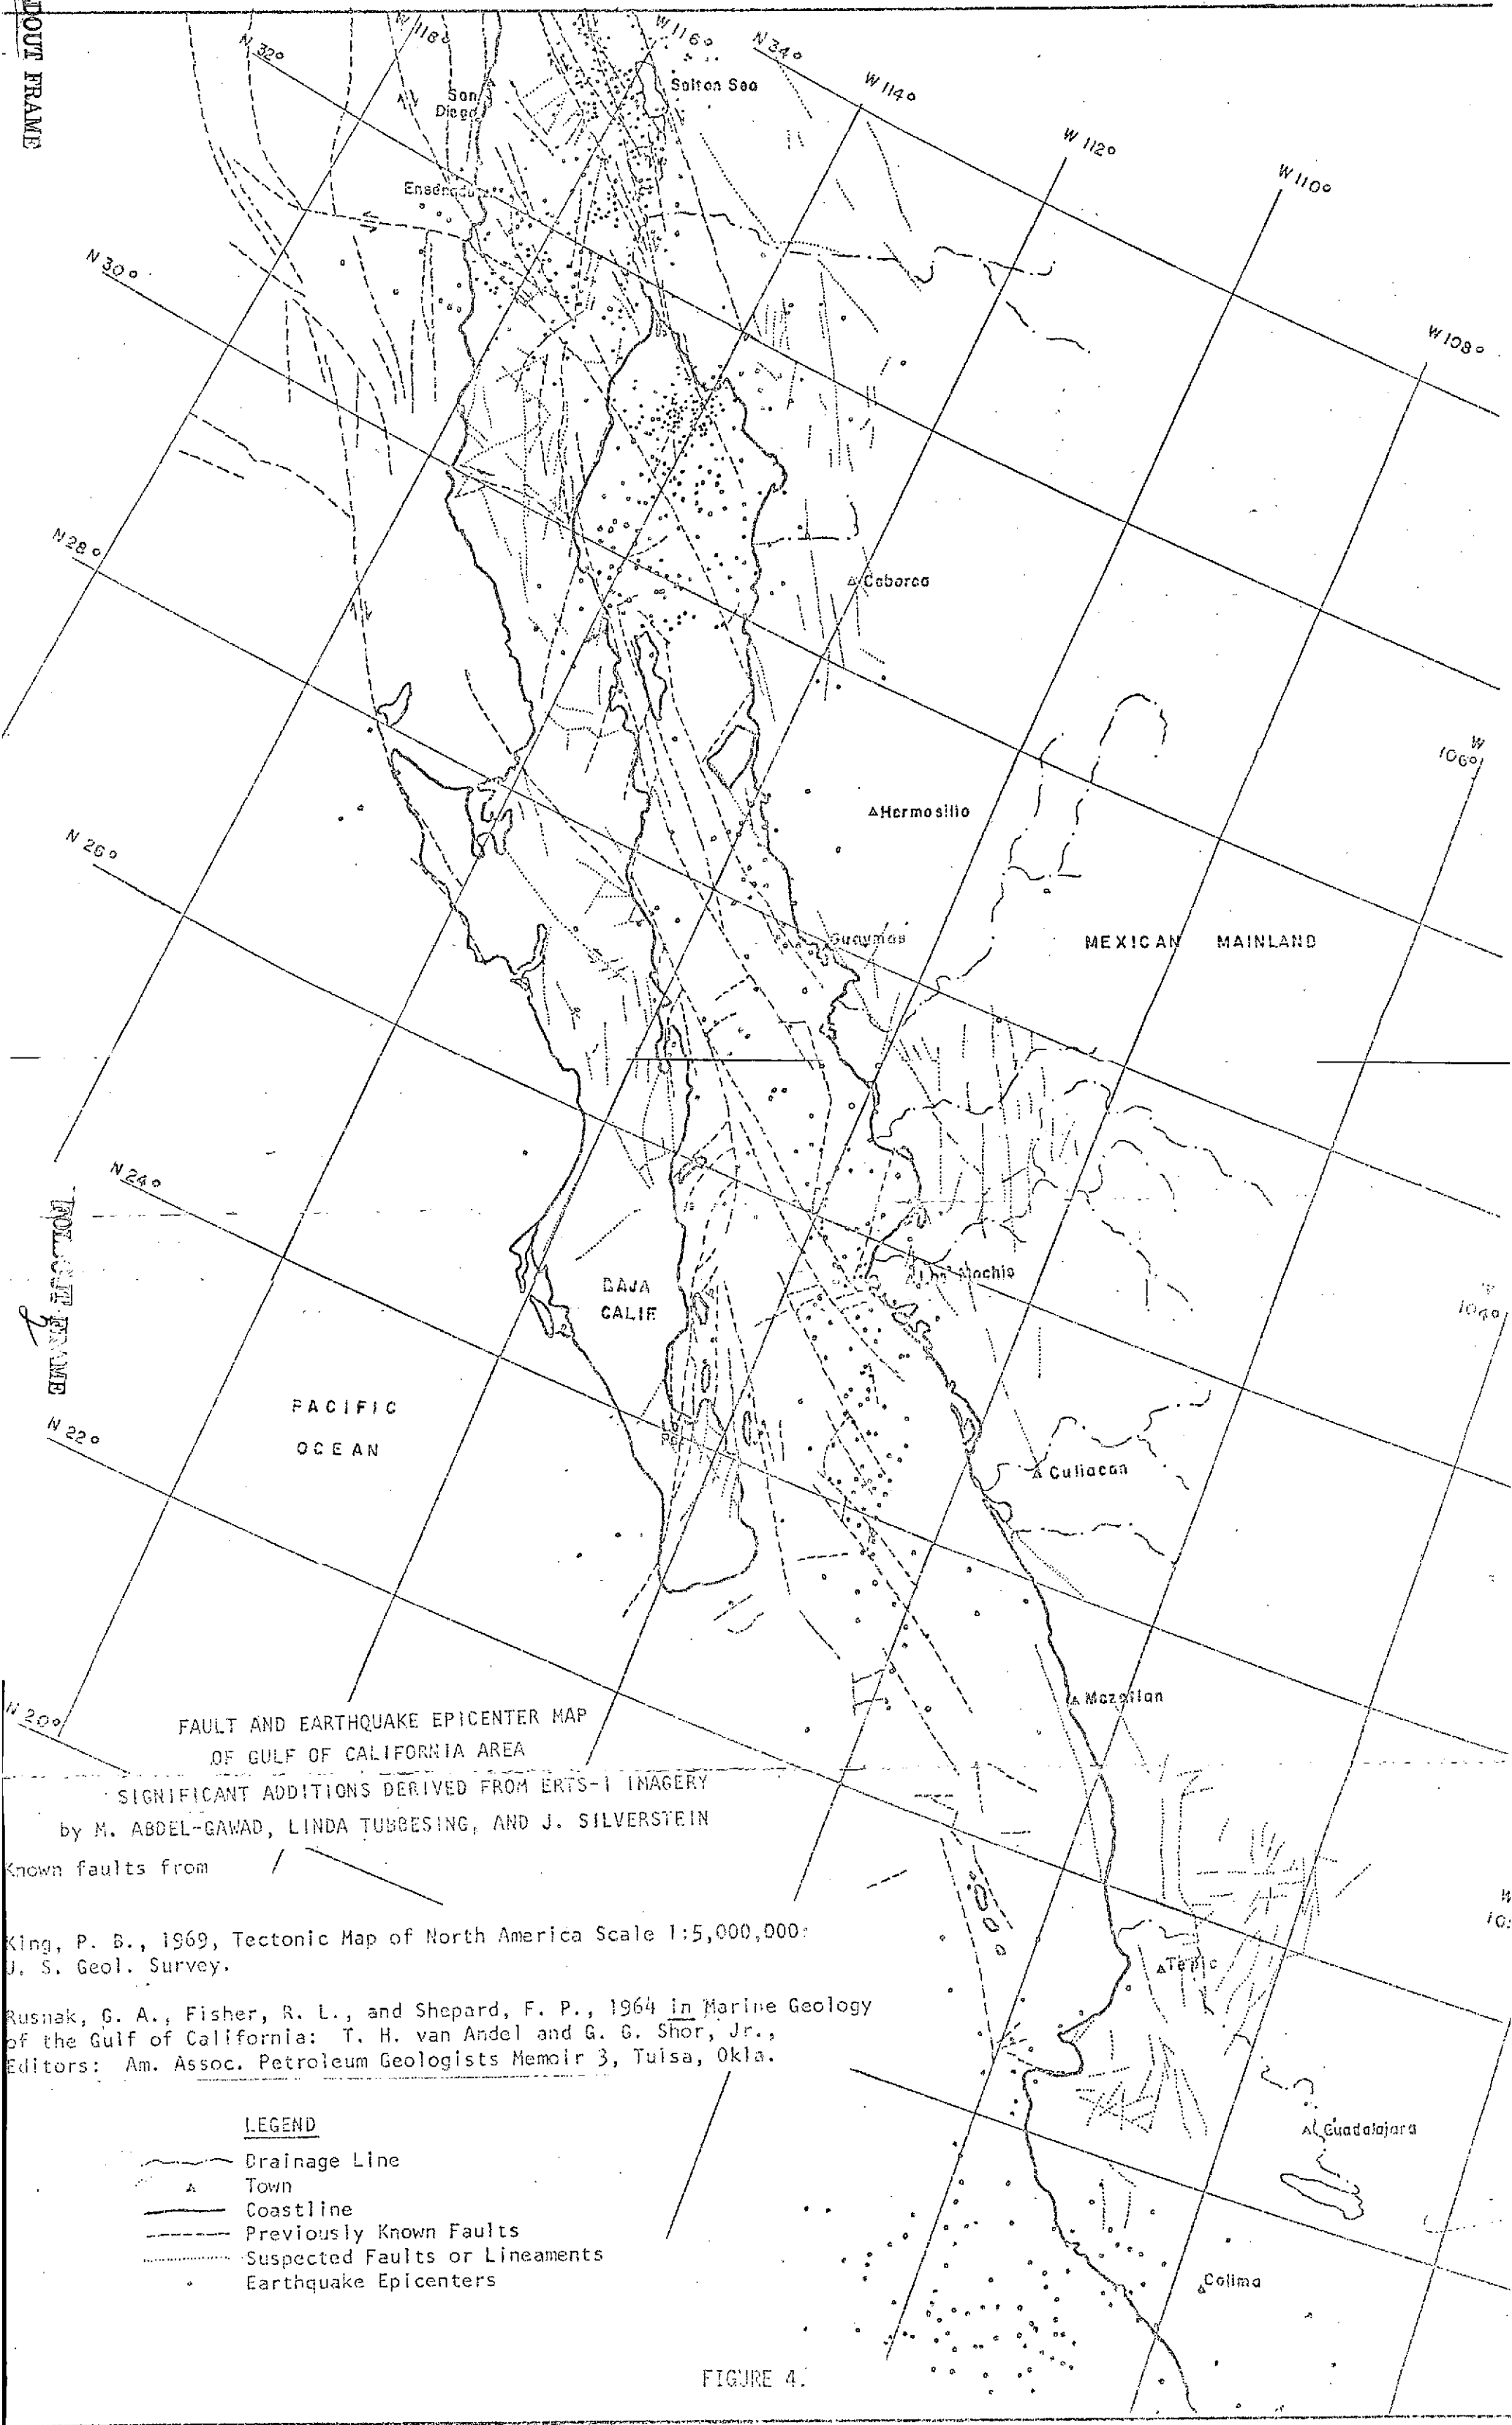 DOUT FRAME
N 32°
W 118°
W 116°
N 34°
W 114°
W 112°
W 110°
W 108°
W 106°
San Diego
Salton Sea
Ensenada
N 30°
N 28°
Caborca
Hermosillo
N 26°
Guaymas
MEXICAN MAINLAND
N 24°
FRAME
2
BAJA
CALIF
Mochis
104°
PACIFIC
OCEAN
N 22°
Culiacan
Mazatlan
N 20°
FAULT AND EARTHQUAKE EPICENTER MAP
OF GULF OF CALIFORNIA AREA
SIGNIFICANT ADDITIONS DERIVED FROM ERTS-1 IMAGERY
by M. ABDEL-GAWAD, LINDA TUBBESING, AND J. SILVERSTEIN
Known faults from
King, P. B., 1969, Tectonic Map of North America Scale 1:5,000,000:
U. S. Geol. Survey.
Rusnak, G. A., Fisher, R. L., and Shepard, F. P., 1964 in Marine Geology
of the Gulf of California: T. H. van Andel and G. G. Shor, Jr.,
Editors: Am. Assoc. Petroleum Geologists Memoir 3, Tulsa, Okla.
Tepic
Guadalajara
Colima
LEGEND
Drainage Line
Town
Coastline
Previously Known Faults
Suspected Faults or Lineaments
Earthquake Epicenters
FIGURE 4.